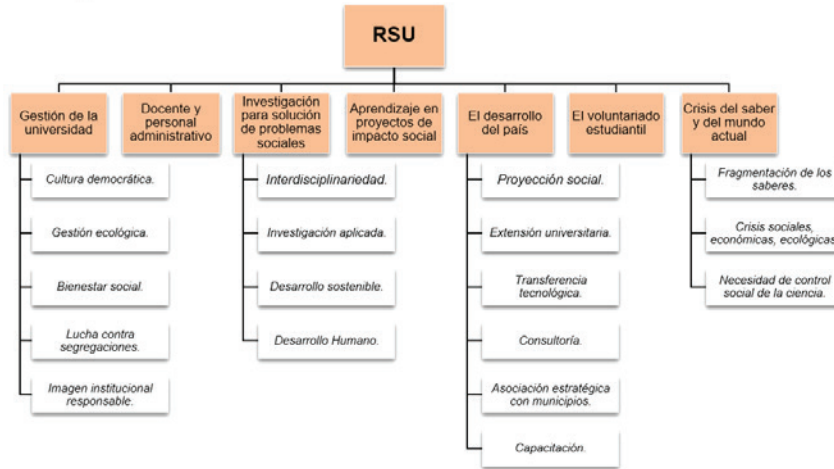 RSU
Gestión de la
universidad
Docente y
personal
administrativo
Investigación
para solución
de problemas
sociales
Aprendizaje en
proyectos de
impacto social
El desarrollo
del país
El voluntariado
estudiantil
Crisis del saber
y del mundo
actual
Cultura democrática.
Gestión ecológica.
Bienestar social.
Lucha contra
segregaciones.
Imagen institucional
responsable.
Interdisciplinariedad.
Investigación aplicada.
Desarrollo sostenible.
Desarrollo Humano.
Proyección social.
Extensión universitaria.
Transferencia
tecnológica.
Consultoría.
Asociación estratégica
con municipios.
Capacitación.
Fragmentación de los
saberes.
Crisis sociales,
económicas, ecológicas
Necesidad de control
social de la ciencia.